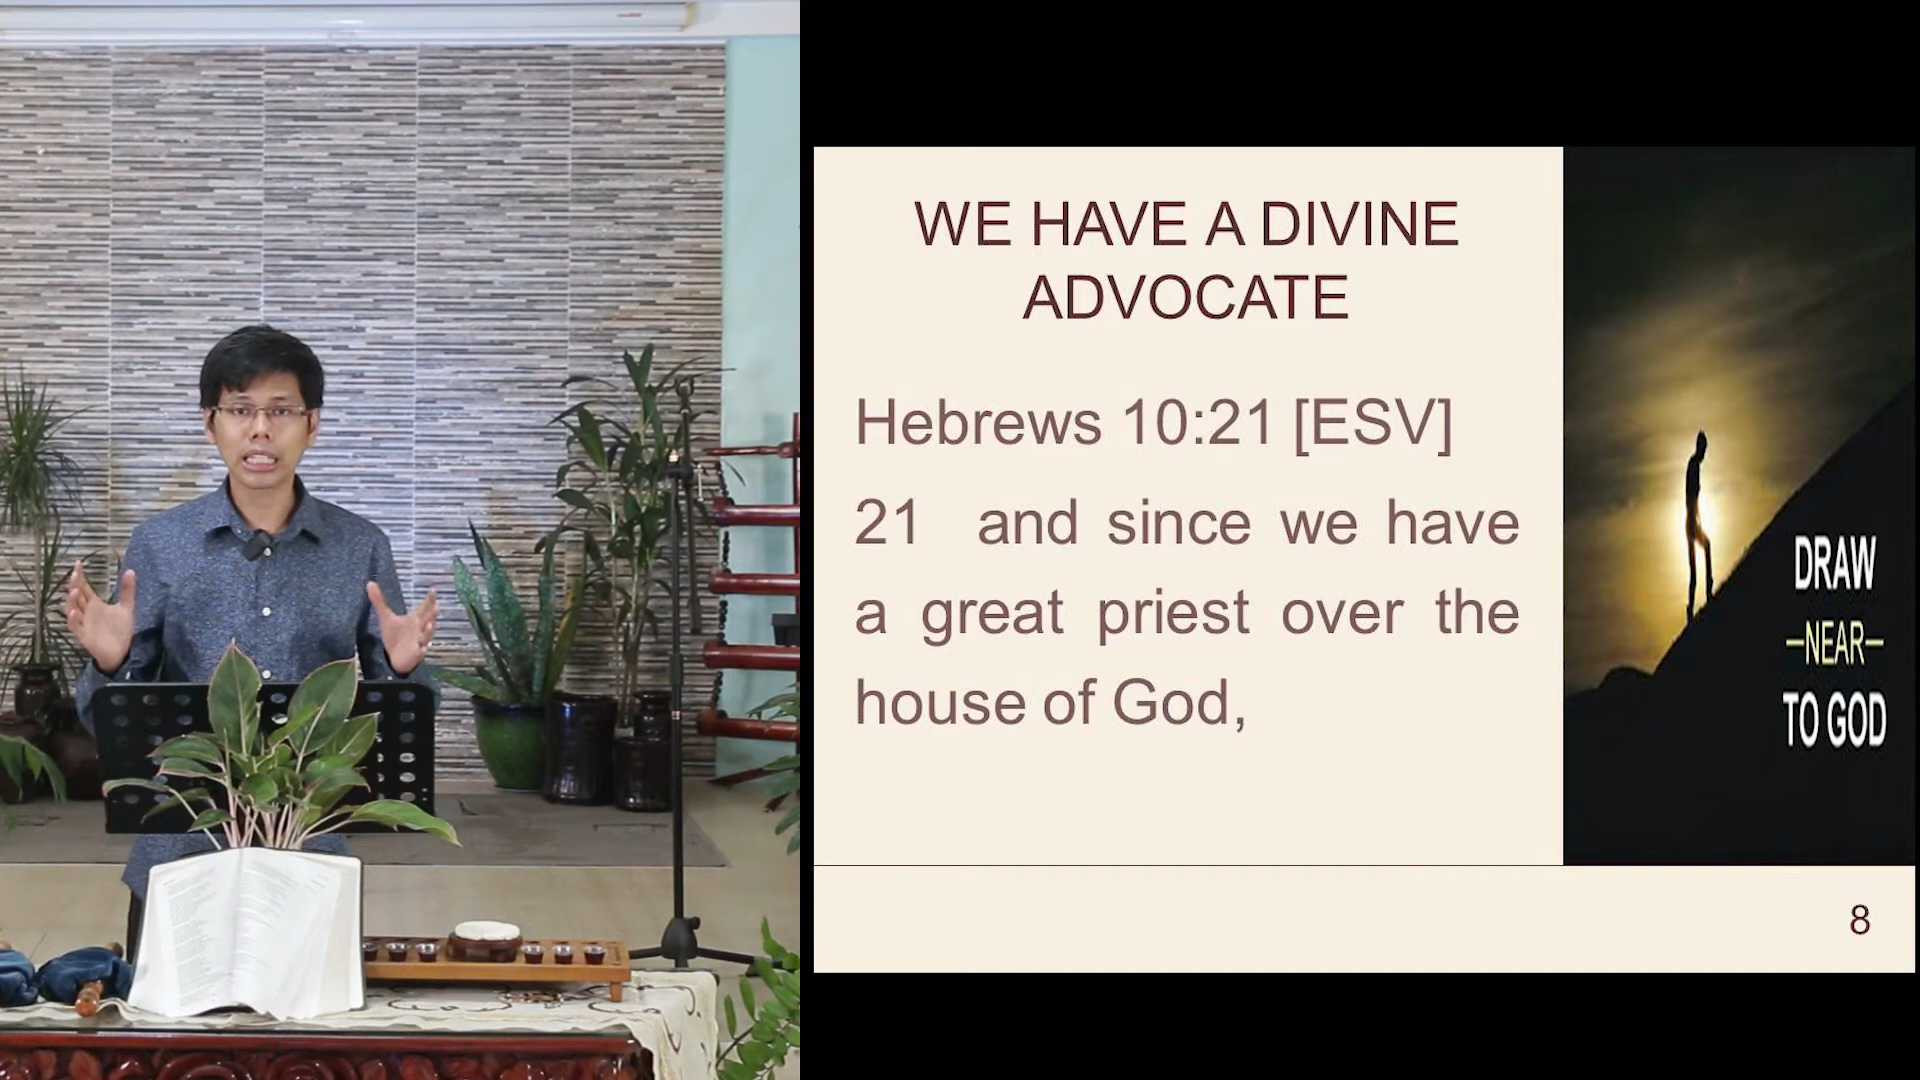 WE HAVE A DIVINE
ADVOCATE
Hebrews 10:21 [ESV]
21 and since we have
a great priest over the
house of God,
DRAW
–NEAR–
TO GOD
8